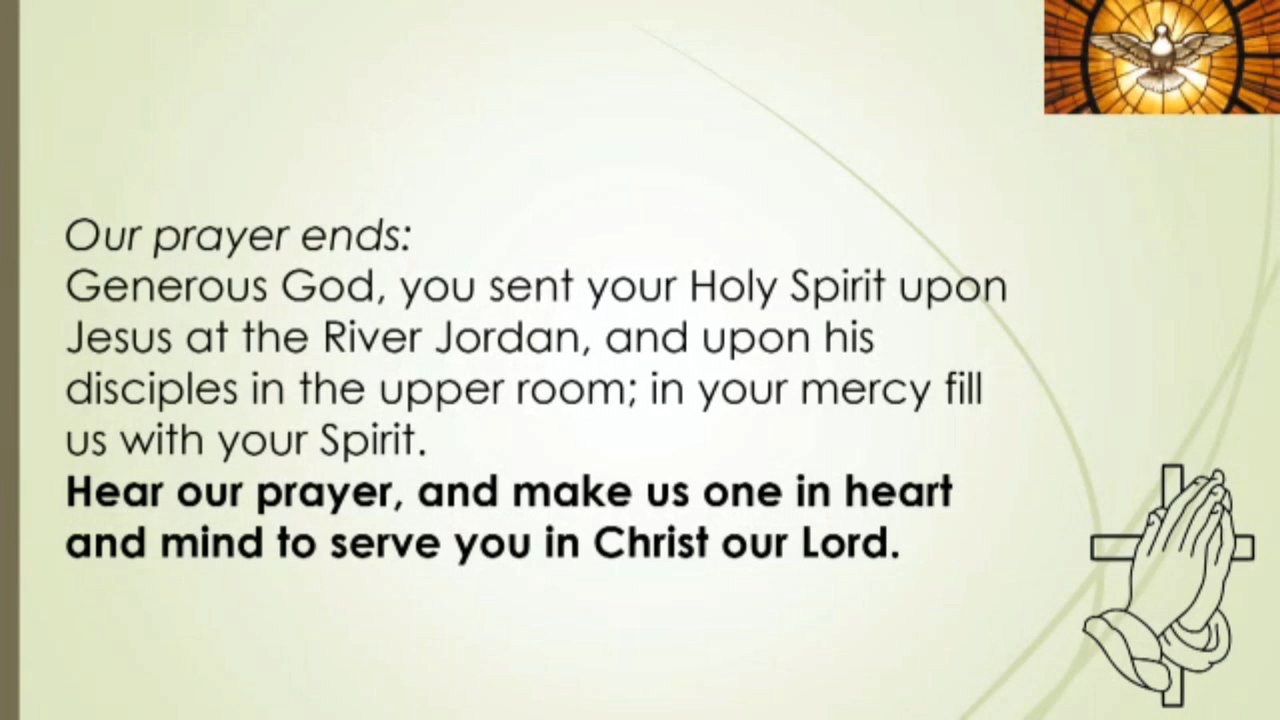 Our prayer ends:
Generous God, you sent your Holy Spirit upon
Jesus at the River Jordan, and upon his
disciples in the upper room; in your mercy fill
us with your Spirit.
Hear our prayer, and make us one in heart
and mind to serve you in Christ our Lord.